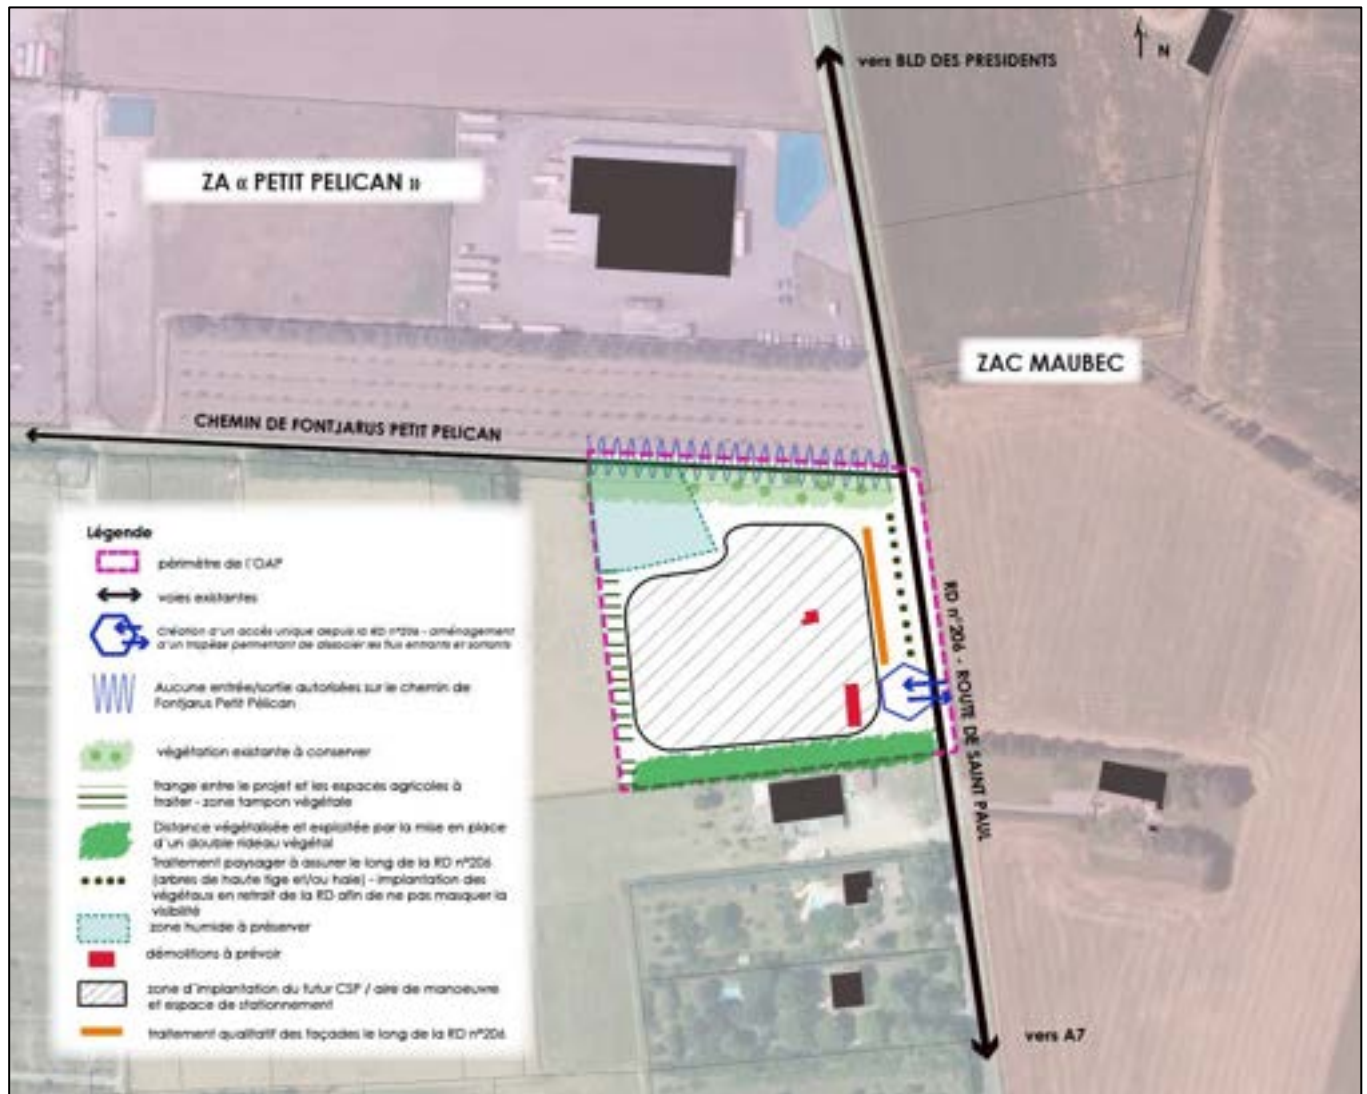 vers BLD DES PRESIDENTS
N
ZA « PETIT PELICAN »
ZAC MAUBEC
CHEMIN DE FONTJARUS PETIT PELICAN
RD n°206 - ROUTE DE SAINT PAUL
vers A7
Légende
périmètre de l'OAP
voies existantes
Création d'un accès unique depuis la RD n°206 - aménagement
d'un trapèse permettant de dissocier les flux entrants et sortants
Aucune entrée/sortie autorisées sur le chemin de
Fontjarus Petit Pélican
végétation existante à conserver
frange entre le projet et les espaces agricoles à
traiter - zone tampon végétale
Distance végétalisée et exploitée par la mise en place
d'un double rideau végétal
Traitement paysager à assurer le long de la RD n°206
(arbres de haute tige et/ou haie) - implantation des
végétaux en retrait de la RD afin de ne pas masquer la
visibilité
zone humide à préserver
démolitions à prévoir
zone d'implantation du futur CSP / aire de manoeuvre
et espace de stationnement
traitement qualitatif des façades le long de la RD n°206